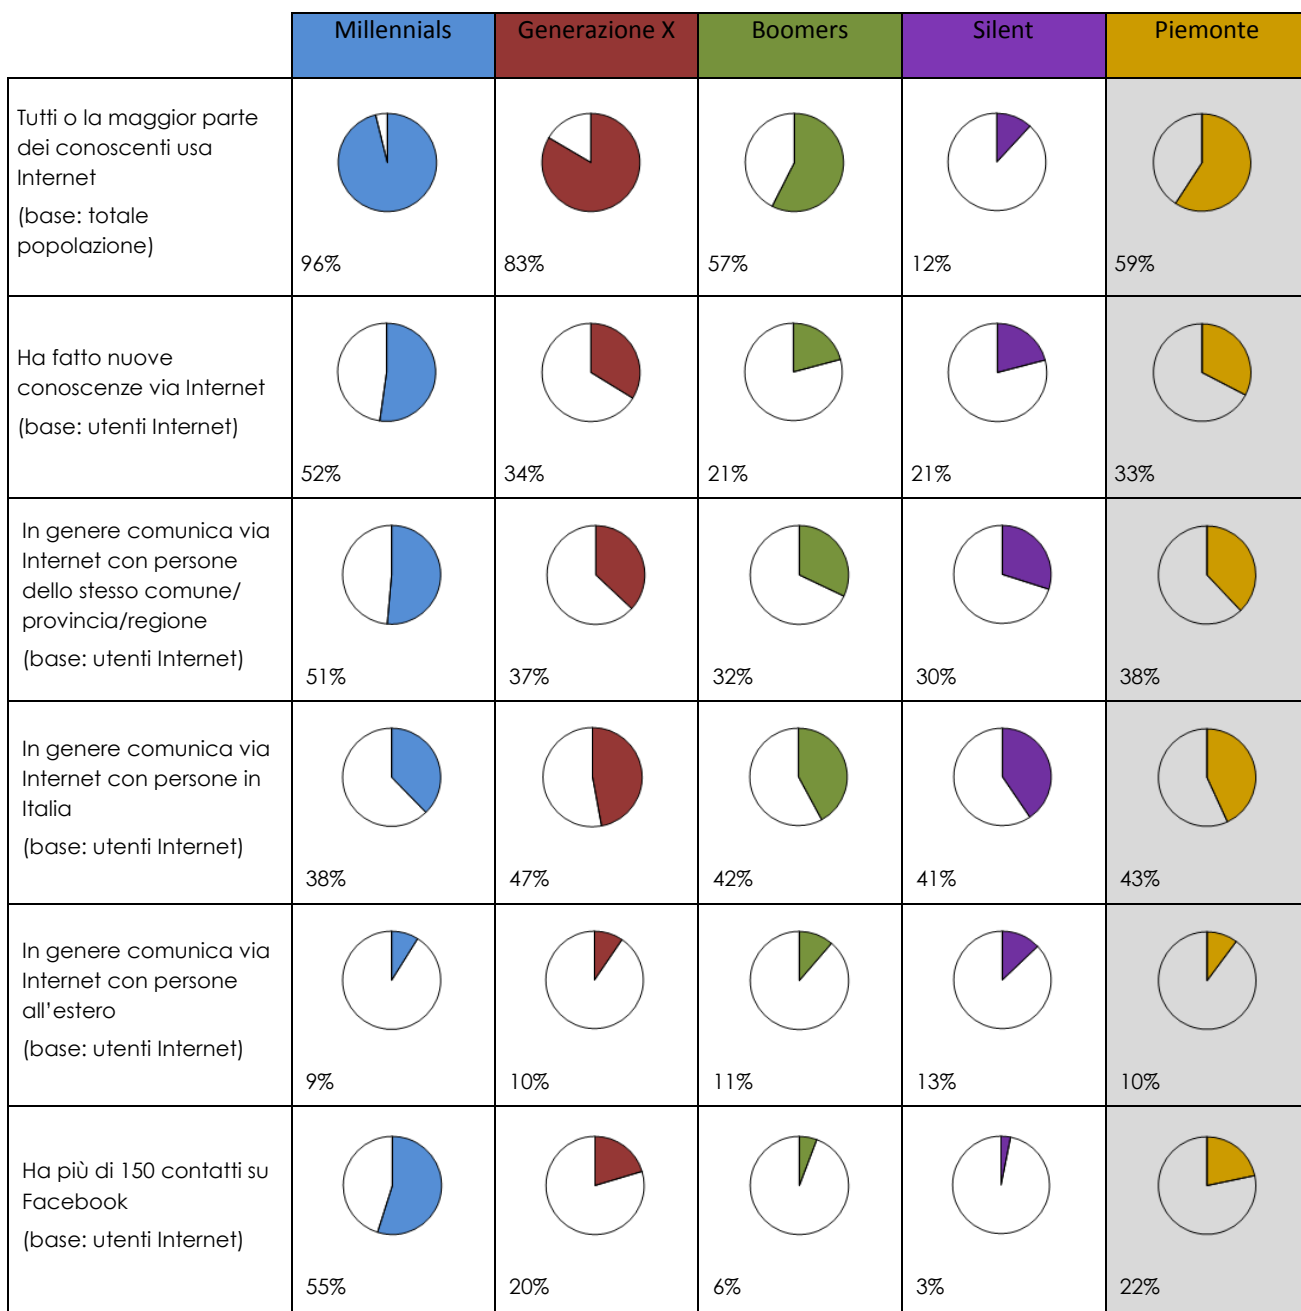 Millennials Generazione X Boomers Silent Piemonte
Tutti o la maggior parte
dei conoscenti usa
Internet
(base: totale
popolazione)
96% 83% 57% 12% 59%
Ha fatto nuove
conoscenze via Internet
(base: utenti Internet)
52% 34% 21% 21% 33%
In genere comunica via
Internet con persone
dello stesso comune/
provincia/regione
(base: utenti Internet)
51% 37% 32% 30% 38%
In genere comunica via
Internet con persone in
Italia
(base: utenti Internet)
38% 47% 42% 41% 43%
In genere comunica via
Internet con persone
all’estero
(base: utenti Internet)
9% 10% 11% 13% 10%
Ha più di 150 contatti su
Facebook
(base: utenti Internet)
55% 20% 6% 3% 22%